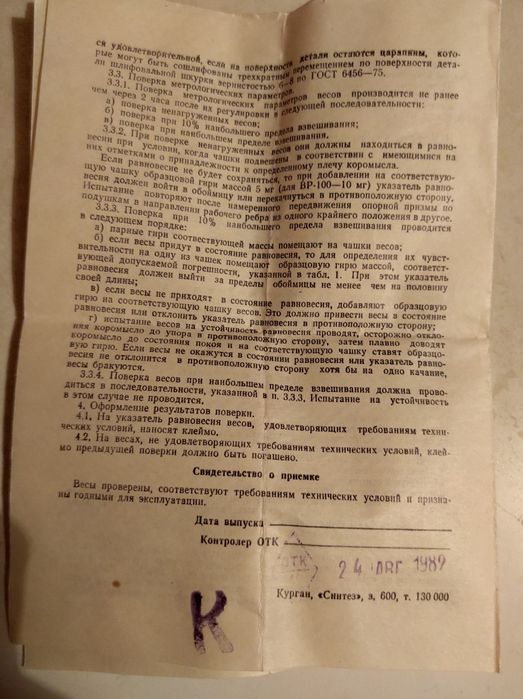 ся удовлетворительной, если на поверхности детали остаются царапины, кото-
рые могут быть сошлифованы трехкратным перемещением по поверхности дета-
ли шлифовальной шкурки зернистостью 6—8 по ГОСТ 6456—75.
3.3. Поверка метрологических параметров.
3.3.1. Поверка метрологических параметров весов производится не ранее
чем через 2 часа после их регулировки в следующей последовательности:
а) поверка ненагруженных весов;
б) поверка при 10% наибольшего предела взвешивания;
в) поверка при наибольшем пределе взвешивания.
3.3.2. При поверке ненагруженных весов они должны находиться в равно-
весии при условии, когда чашки подвешены в соответствии с имеющимися на
них отметками о принадлежности к определенному плечу коромысла.
Если равновесие не будет сохраняться, то при добавлении на соответствую-
щую чашку образцовой гири массой 5 мг (для ВР-100—10 мг) указатель равно-
весия должен войти в обоймицу или перекачнуться в противоположную сторону,
Испытание повторяют после намеренного передвижения опорной призмы по
подушкам в направлении рабочего ребра из одного крайнего положения в другое.
3.3.3. Поверка при 10% наибольшего предела взвешивания проводится
в следующем порядке:
а) парные гири соотвествующей массы помещают на чашки весов;
б) если весы придут в состояние равновесия, то для определения их чувст-
вительности на одну из чашек помещают образцовую гирю массой, соответст-
вующей допускаемой погрешности, указанной в табл. 1. При этом указатель
равновесия должен выйти за пределы обоймицы не менее чем на половину
своей длины;
в) если весы не приходят в состояние равновесия, добавляют образцовую
гирю на соответствующую чашку весов. Это должно привести весы в состояние
равновесия или отклонить указатель равновесия в противоположную сторону;
г) испытание весов на устойчивость равновесия проводят, осторожно откло-
няя коромысло до упора в противоположную сторону, затем плавно доводят
коромысло до состояния покоя и на соответствующую чашку ставят образцо-
вую гирю. Если весы не окажутся в состоянии равновесия или указатель равно-
весия не отклонится в противоположную сторону хотя бы на одно качание,
весы бракуются.
3.3.4. Поверка весов при наибольшем пределе взвешивания должна прово-
диться в последовательности, указанной в п. 3.3.3, Испытание на устойчивость
в этом случае не проводится.
4. Оформление результатов поверки.
4.1. На указатель равновесия весов, удовлетворяющих требованиям техни-
ческих условий, наносят клеймо.
4.2. На весах, не удовлетворяющих требованиям технических условий, клей-
мо предыдущей поверки должно быть погашено.
Свидетельство о приемке
Весы проверены, соответствуют требованиям технических условий и призна-
ны годными для эксплуатации.
Дата выпуска
Контролер ОТК
ОТК 24 АВГ 1989
Курган, «Синтез», з. 600, т. 130 000
К